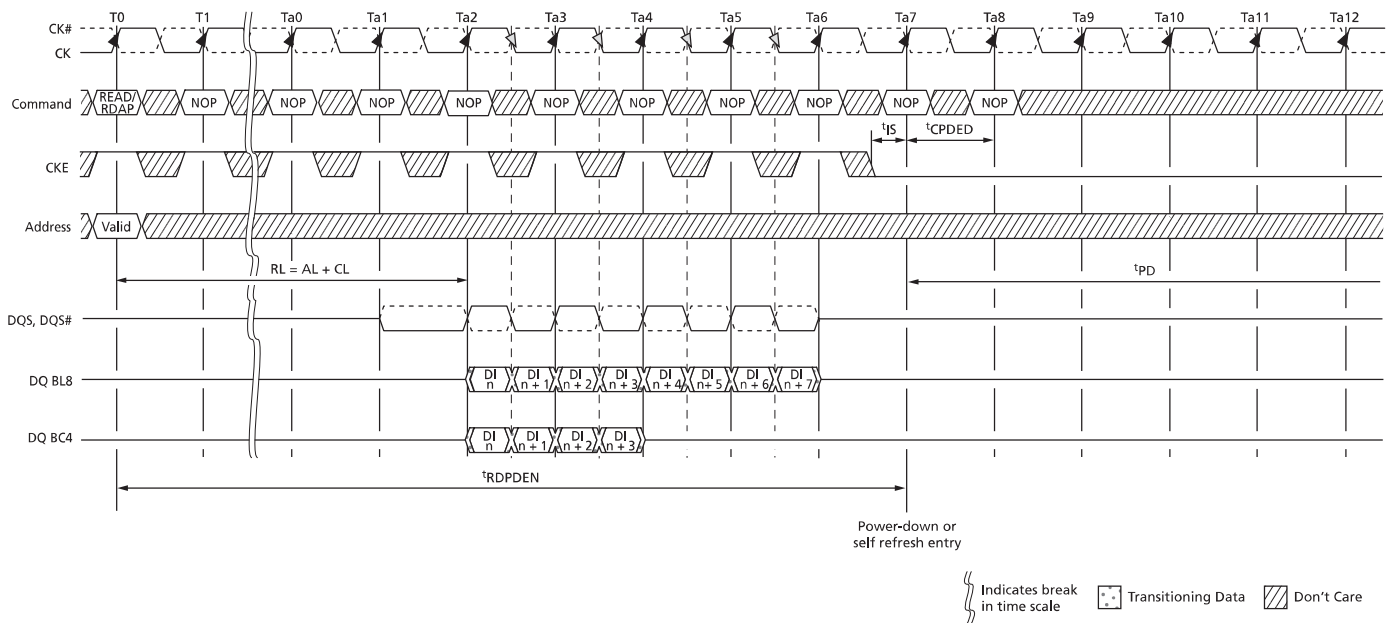 T0 T1 Ta0 Ta1 Ta2 Ta3 Ta4 Ta5 Ta6 Ta7 Ta8 Ta9 Ta10 Ta11 Ta12
CK#
CK
Command READ/ RDAP NOP NOP NOP NOP NOP NOP NOP NOP NOP NOP
tIS tCPDED
CKE
Address Valid
RL = AL + CL tPD
DQS, DQS#
DQ BL8 DI n DI n + 1 DI n + 2 DI n + 3 DI n + 4 DI n + 5 DI n + 6 DI n + 7
DQ BC4 DI n DI n + 1 DI n + 2 DI n + 3
tRDPDEN
Power-down or
self refresh entry
Indicates break
in time scale
Transitioning Data
Don't Care